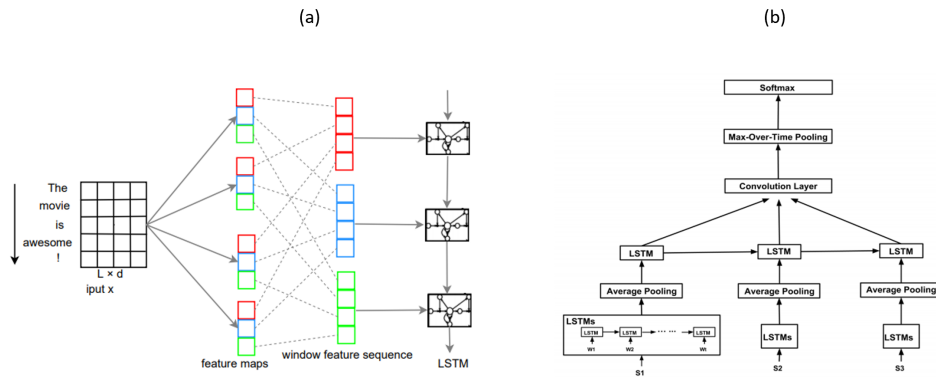 (a)
The
movie
is
awesome
!
L × d
iput x
feature maps
window feature sequence
LSTM
(b)
Softmax
Max-Over-Time Pooling
Convolution Layer
LSTM
LSTM
LSTM
Average Pooling
Average Pooling
Average Pooling
LSTMs
LSTM
LSTM
LSTM
W1
W2
Wt
LSTMs
LSTMs
S1
S2
S3